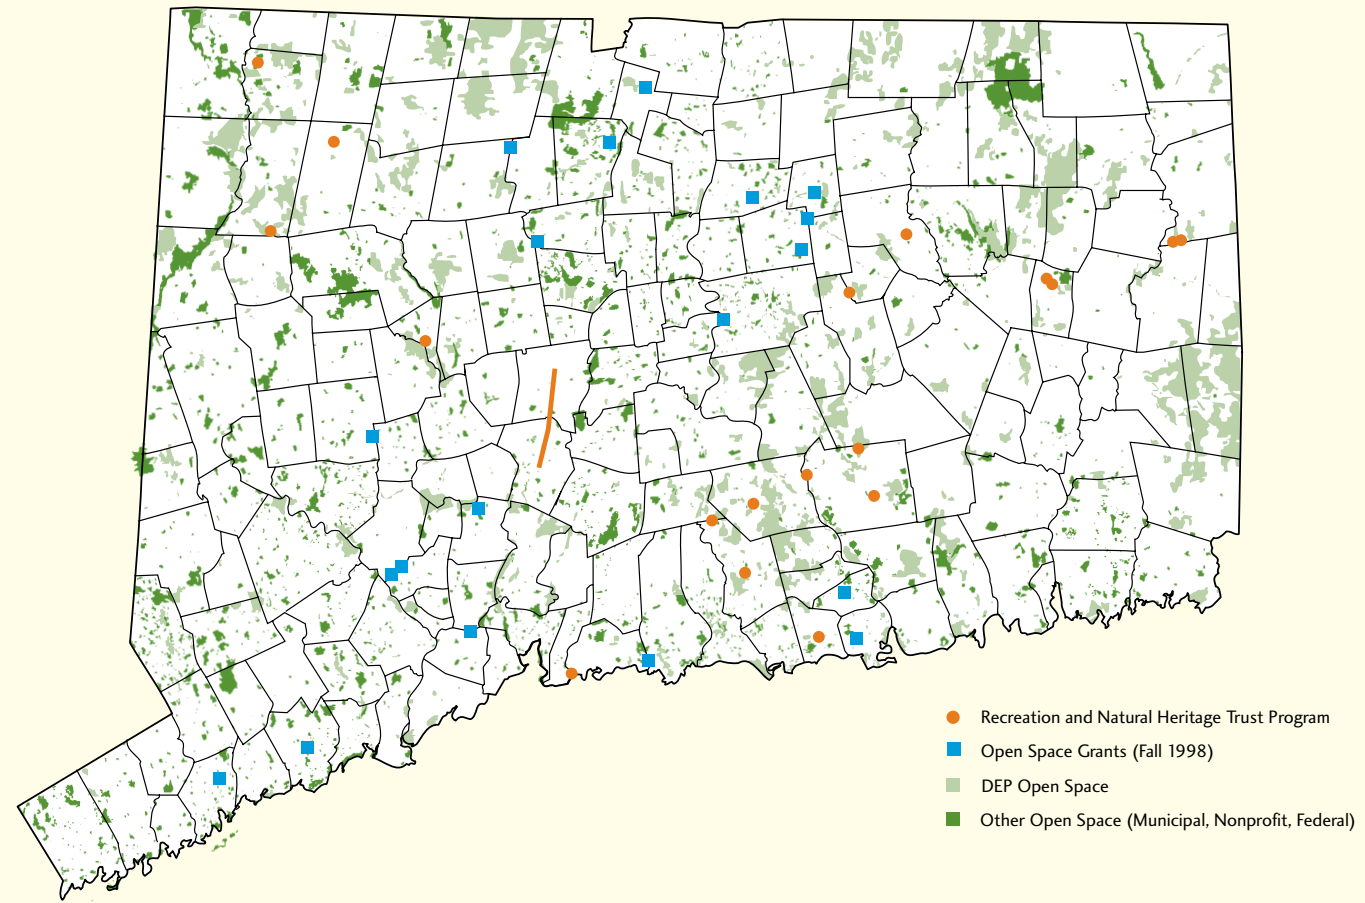 Recreation and Natural Heritage Trust Program
Open Space Grants (Fall 1998)
DEP Open Space
Other Open Space (Municipal, Nonprofit, Federal)